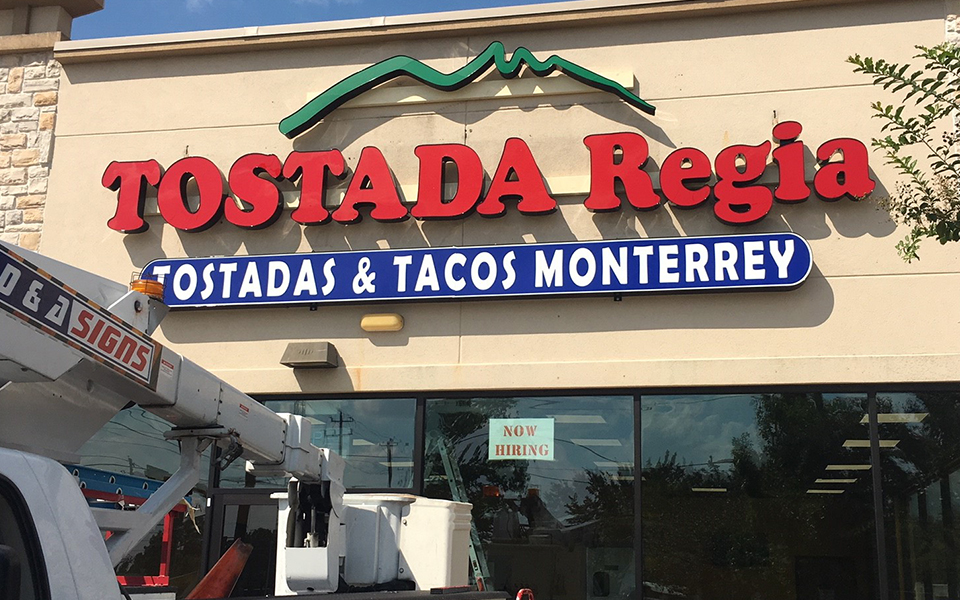 TOSTADA Regia
TOSTADAS & TACOS MONTERREY
D & A SIGNS
NOW
HIRING